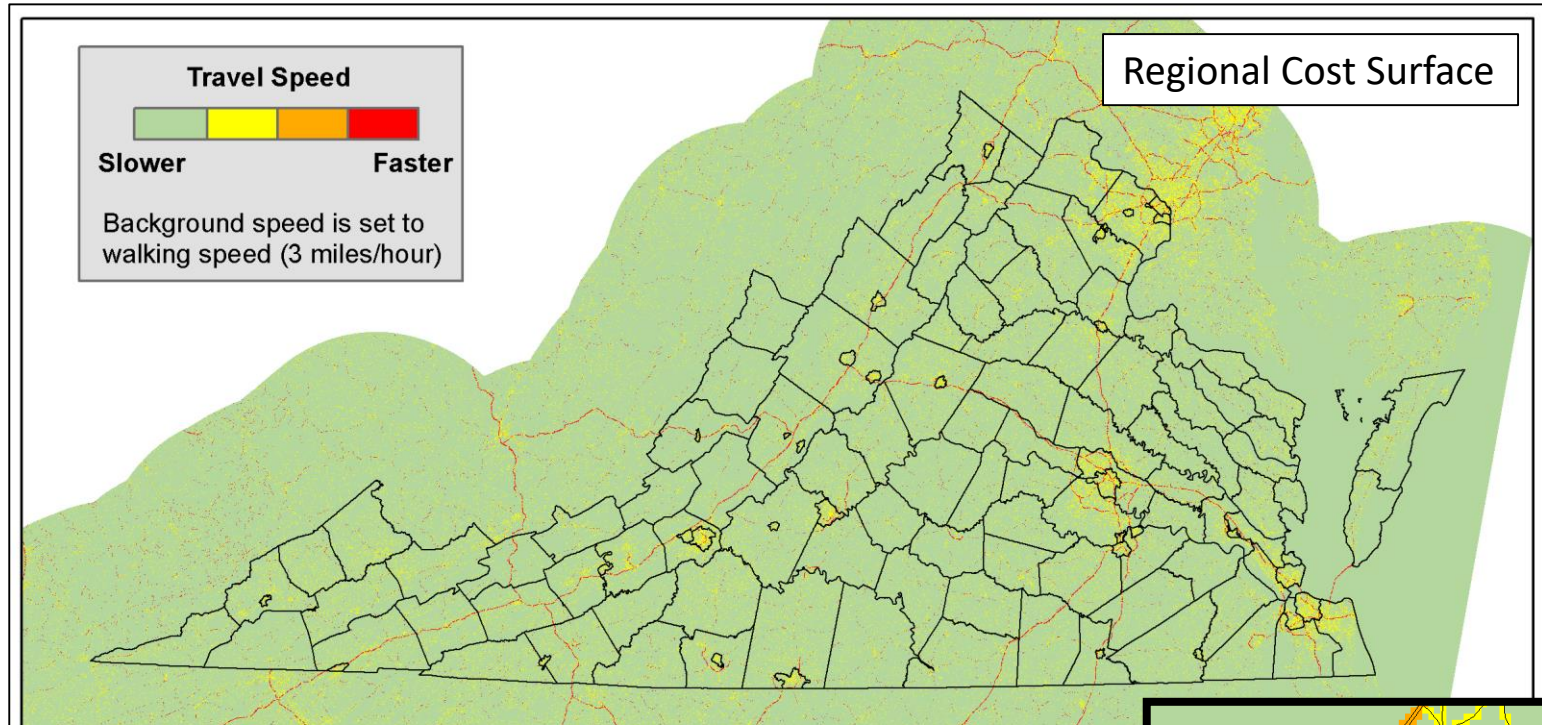 Regional Cost Surface
Travel Speed
Slower Faster
Background speed is set to
walking speed (3 miles/hour)